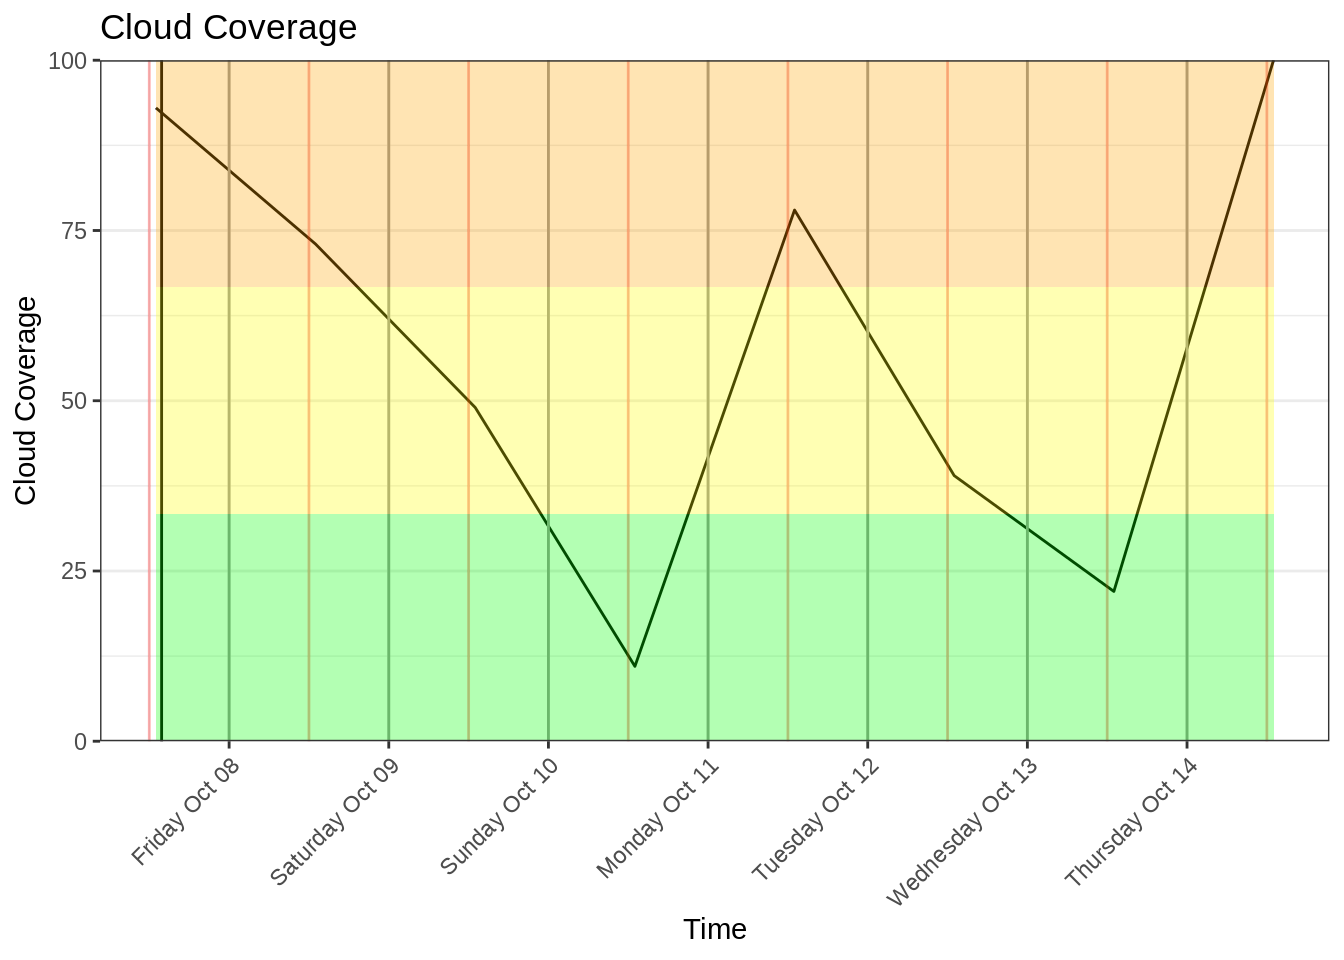 Cloud Coverage
Cloud Coverage
100
75
50
25
0
Friday Oct 08
Saturday Oct 09
Sunday Oct 10
Monday Oct 11
Tuesday Oct 12
Wednesday Oct 13
Thursday Oct 14
Time